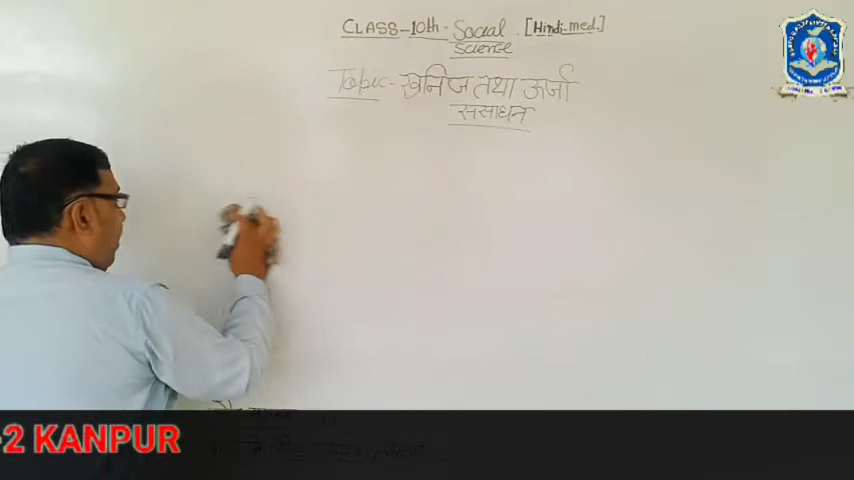 CLASS-10th. Social [Hindi-med.]
Science
Topic- खनिज तथा ऊर्जा
संसाधन
-2 KANPUR